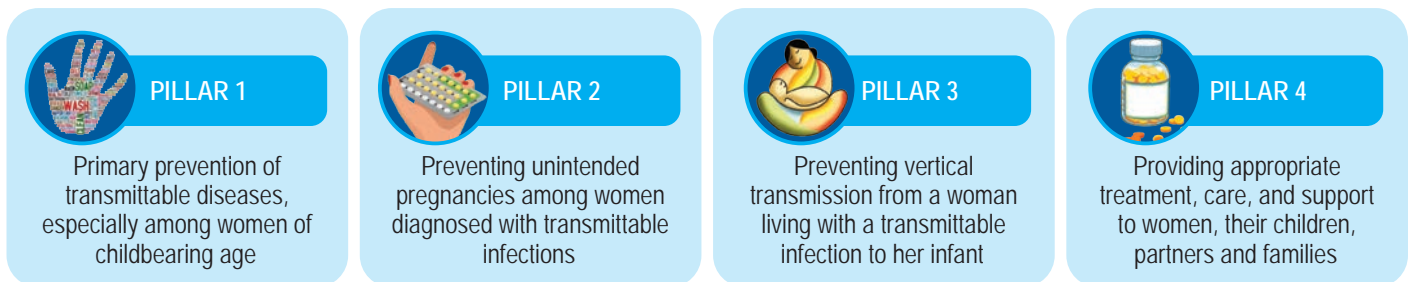 PILLAR 1
Primary prevention of
transmittable diseases,
especially among women of
childbearing age
PILLAR 2
Preventing unintended
pregnancies among women
diagnosed with transmittable
infections
PILLAR 3
Preventing vertical
transmission from a woman
living with a transmittable
infection to her infant
PILLAR 4
Providing appropriate
treatment, care, and support
to women, their children,
partners and families
WASH